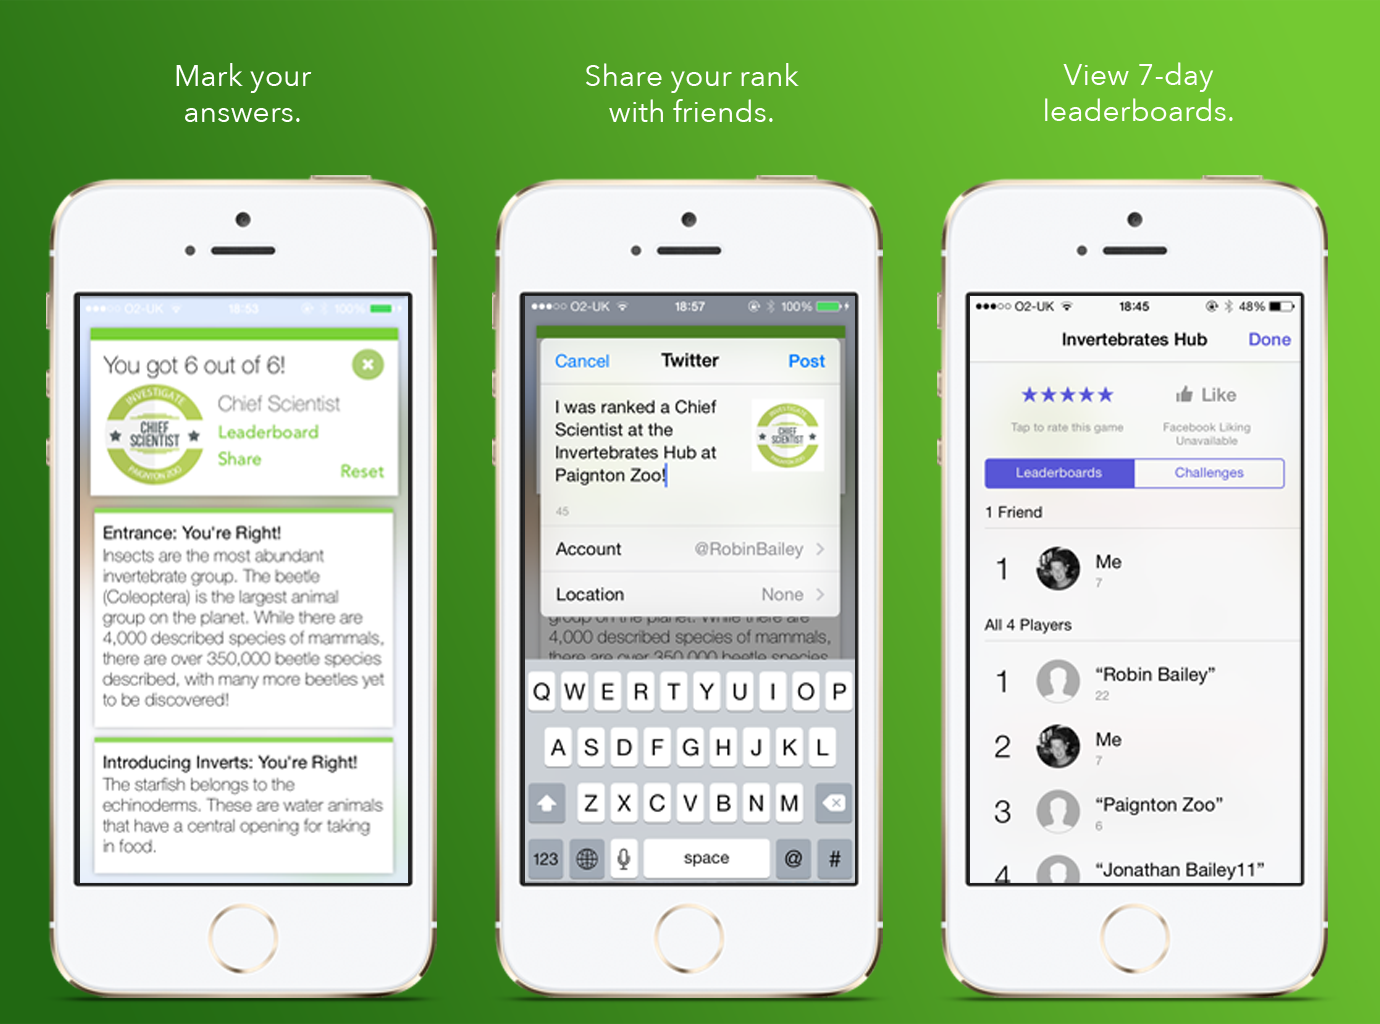 Mark your
answers.
Share your rank
with friends.
View 7-day
leaderboards.
O2-UK
18:53
100%
You got 6 out of 6!
INVESTIGATE
CHIEF
SCIENTIST
PAIGNTON ZOO
Chief Scientist
Leaderboard
Share
Reset
Entrance: You're Right!
Insects are the most abundant
invertebrate group. The beetle
(Coleoptera) is the largest animal
group on the planet. While there are
4,000 described species of mammals,
there are over 350,000 beetle species
described, with many more beetles yet
to be discovered!
Introducing Inverts: You're Right!
The starfish belongs to the
echinoderms. These are water animals
that have a central opening for taking
in food.
O2-UK
18:57
100%
Cancel
Twitter
Post
I was ranked a Chief
Scientist at the
Invertebrates Hub at
Paignton Zoo!
INVESTIGATE
CHIEF
SCIENTIST
PAIGNTON ZOO
45
Account
@RobinBailey
Location
None
group on the planet. While there are
4,000 described species of mammals,
there are over 350,000 beetle species
Q W E R T Y U I O P
A S D F G H J K L
Z X C V B N M
123
space
@
#
O2-UK
18:45
48%
Invertebrates Hub
Done
Like
Tap to rate this game
Facebook Liking
Unavailable
Leaderboards
Challenges
1 Friend
1
Me
7
All 4 Players
1
“Robin Bailey”
22
2
Me
7
3
“Paignton Zoo”
6
4
“Jonathan Bailey11”